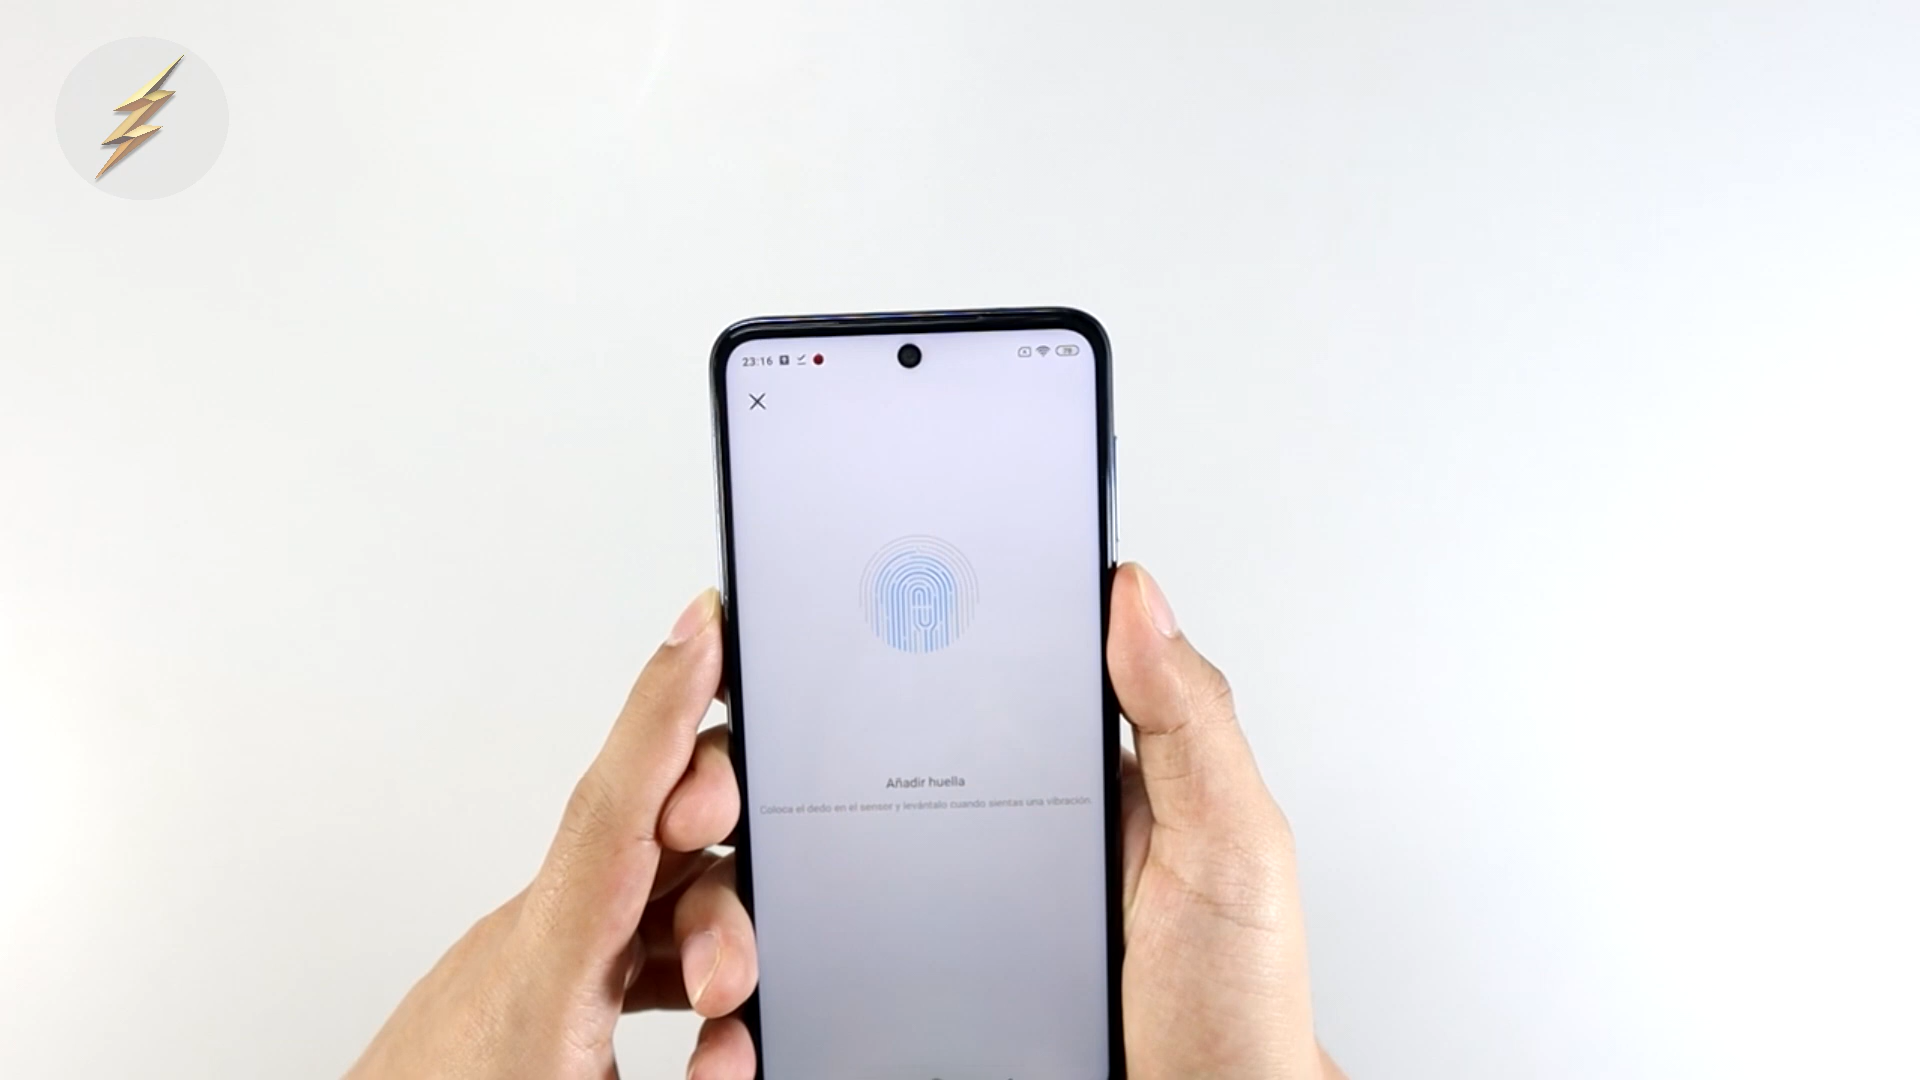 23:16
Añadir huella
Coloca el dedo en el sensor y levántalo cuando sientas una vibración.